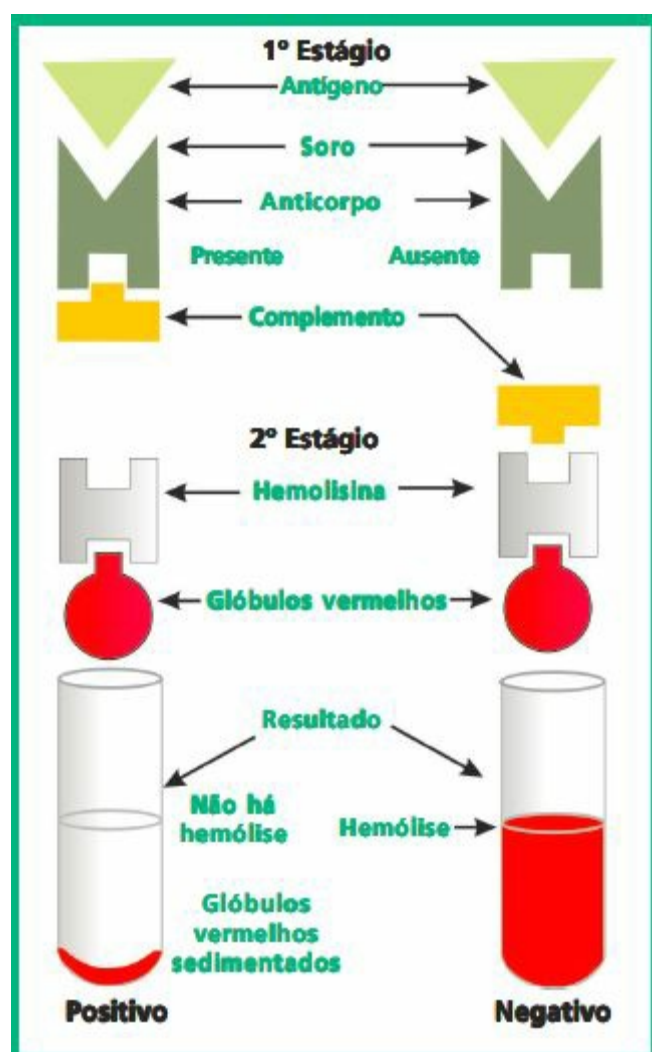 1º Estágio
Antígeno
Soro
Anticorpo
Presente Ausente
Complemento
2º Estágio
Hemolisina
Glóbulos vermelhos
Resultado
Não há
hemólise
Hemólise
Glóbulos
vermelhos
sedimentados
Positivo Negativo